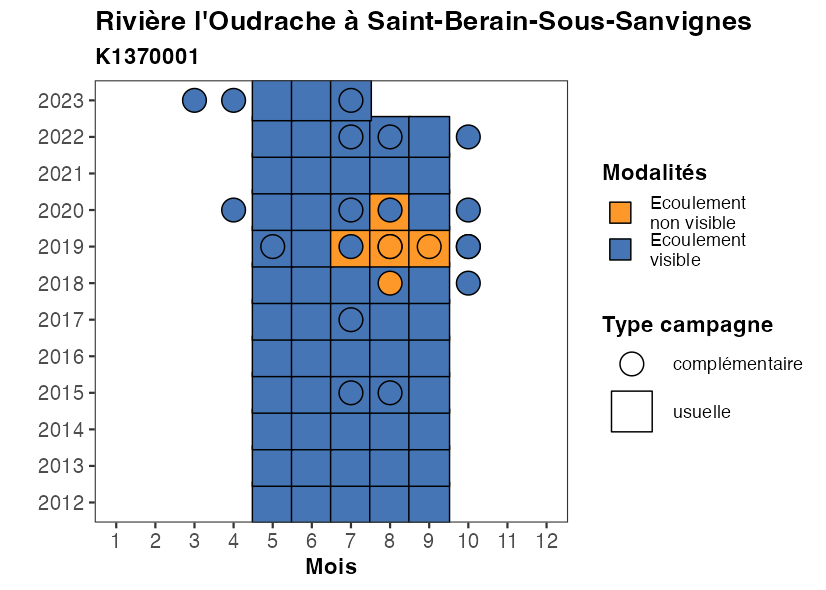 Rivière l'Oudrache à Saint-Berain-Sous-Sanvignes
K1370001
2023
2022
2021
2020
2019
2018
2017
2016
2015
2014
2013
2012
1 2 3 4 5 6 7 8 9 10 11 12
Mois
Modalités
Ecoulement
non visible
Ecoulement
visible
Type campagne
complémentaire
usuelle